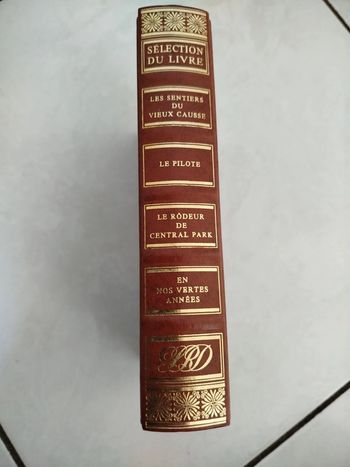 SÉLECTION
DU LIVRE
LES SENTIERS
DU
VIEUX CAUSSE
LE PILOTE
LE RÔDEUR
DE
CENTRAL PARK
EN
NOS VERTES
ANNÉES
SRD